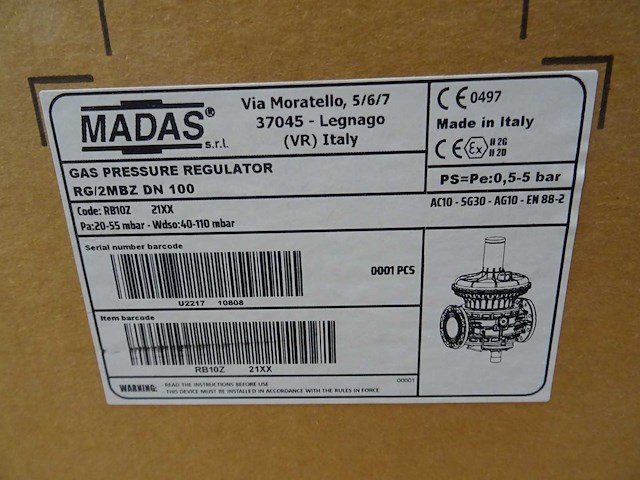 MADAS® s.r.l.
Via Moratello, 5/6/7
37045 - Legnago
(VR) Italy
CE 0497
Made in Italy
CE Ex II 2G
II 2D
GAS PRESSURE REGULATOR
RG/2MBZ DN 100
PS=Pe:0,5-5 bar
Code: RB10Z 21XX
Pa:20-55 mbar - Wdso:40-110 mbar
AC10 - SG30 - AG10 - EN 88-2
Serial number barcode
0001 PCS
U2217 10808
Item barcode
RB10Z 21XX
WARNING: - READ THE INSTRUCTIONS BEFORE USE
- THIS DEVICE MUST BE INSTALLED IN ACCORDANCE WITH THE RULES IN FORCE
00001